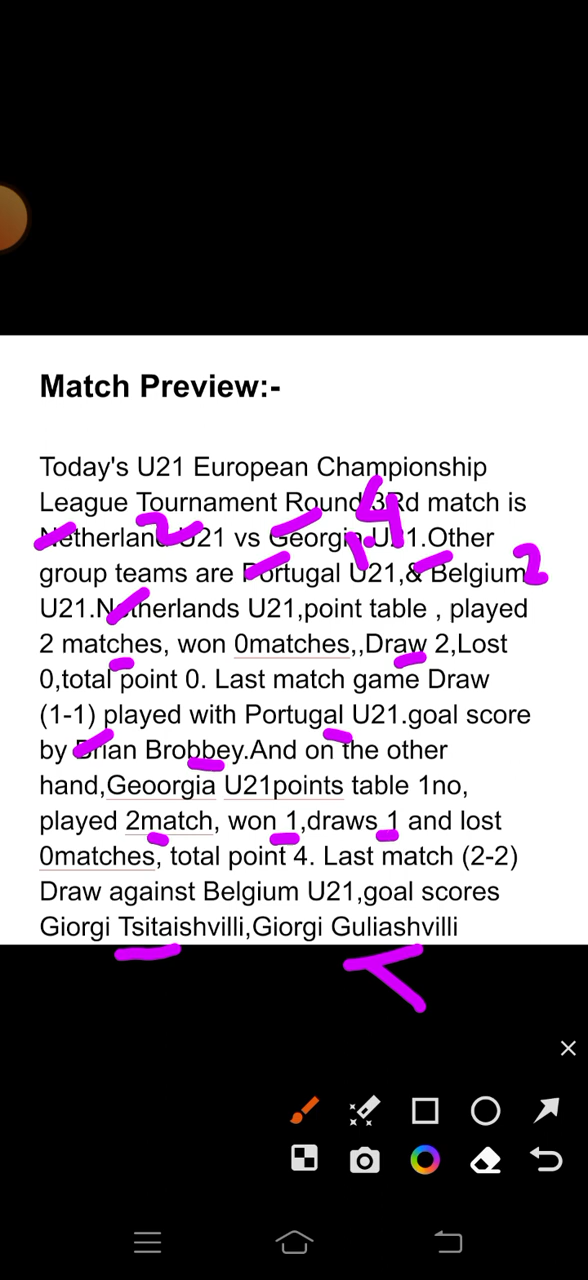 Match Preview:-
Today's U21 European Championship
League Tournament Round 3Rd match is
Netherland U21 vs Georgia U21.Other
group teams are Portugal U21,& Belgium
U21.Netherlands U21,point table , played
2 matches, won 0matches,,Draw 2,Lost
0,total point 0. Last match game Draw
(1-1) played with Portugal U21.goal score
by Brian Brobbey.And on the other
hand,Geoorgia U21points table 1no,
played 2match, won 1,draws 1 and lost
0matches, total point 4. Last match (2-2)
Draw against Belgium U21,goal scores
Giorgi Tsitaishvilli,Giorgi Guliashvilli